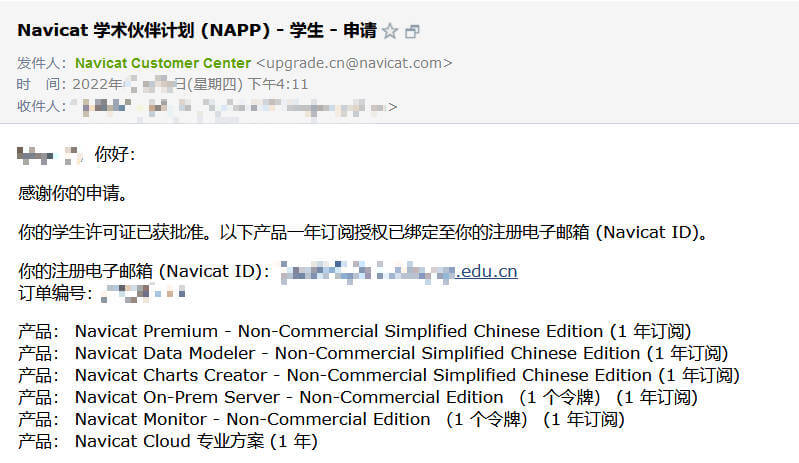 Navicat 学术伙伴计划 (NAPP) - 学生 - 申请
发件人：Navicat Customer Center <upgrade.cn@navicat.com>
时 间：2022年 日(星期四) 下午4:11
收件人： >
，你好：
感谢你的申请。
你的学生许可证已获批准。以下产品一年订阅授权已绑定至你的注册电子邮箱 (Navicat ID)。
你的注册电子邮箱 (Navicat ID)： .edu.cn
订单编号：
产品： Navicat Premium - Non-Commercial Simplified Chinese Edition (1 年订阅)
产品： Navicat Data Modeler - Non-Commercial Simplified Chinese Edition (1 年订阅)
产品： Navicat Charts Creator - Non-Commercial Simplified Chinese Edition (1 年订阅)
产品： Navicat On-Prem Server - Non-Commercial Edition （1 个令牌） (1 年订阅)
产品： Navicat Monitor - Non-Commercial Edition （1 个令牌） (1 年订阅)
产品： Navicat Cloud 专业方案 (1 年)